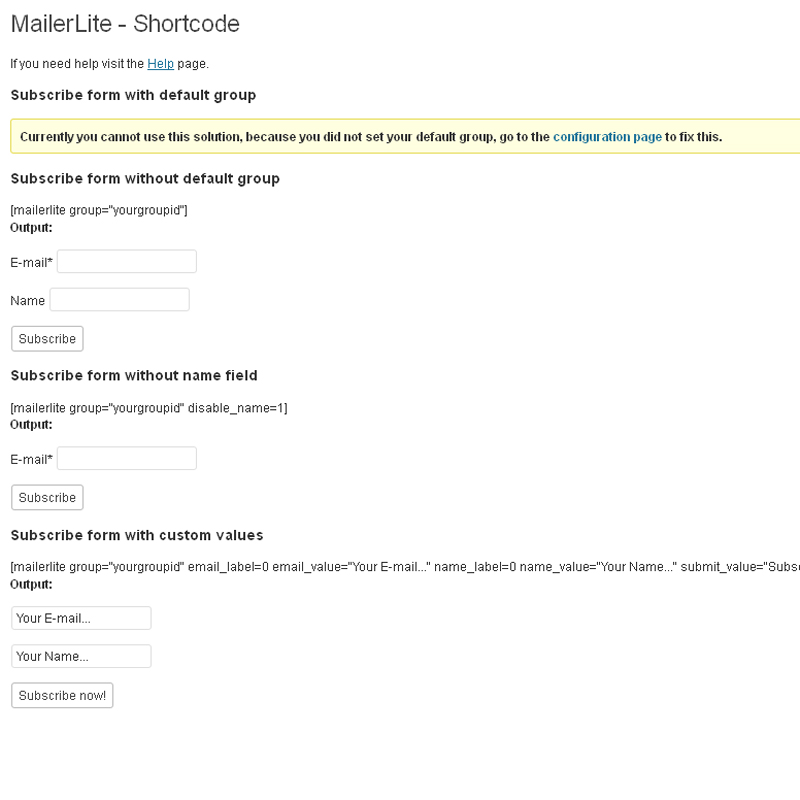 MailerLite - Shortcode
If you need help visit the Help page.
Subscribe form with default group
Currently you cannot use this solution, because you did not set your default group, go to the configuration page to fix this.
Subscribe form without default group
[mailerlite group="yourgroupid"]
Output:
E-mail*
Name
Subscribe
Subscribe form without name field
[mailerlite group="yourgroupid" disable_name=1]
Output:
E-mail*
Subscribe
Subscribe form with custom values
[mailerlite group="yourgroupid" email_label=0 email_value="Your E-mail..." name_label=0 name_value="Your Name..." submit_value="Subs
Output:
Your E-mail...
Your Name...
Subscribe now!